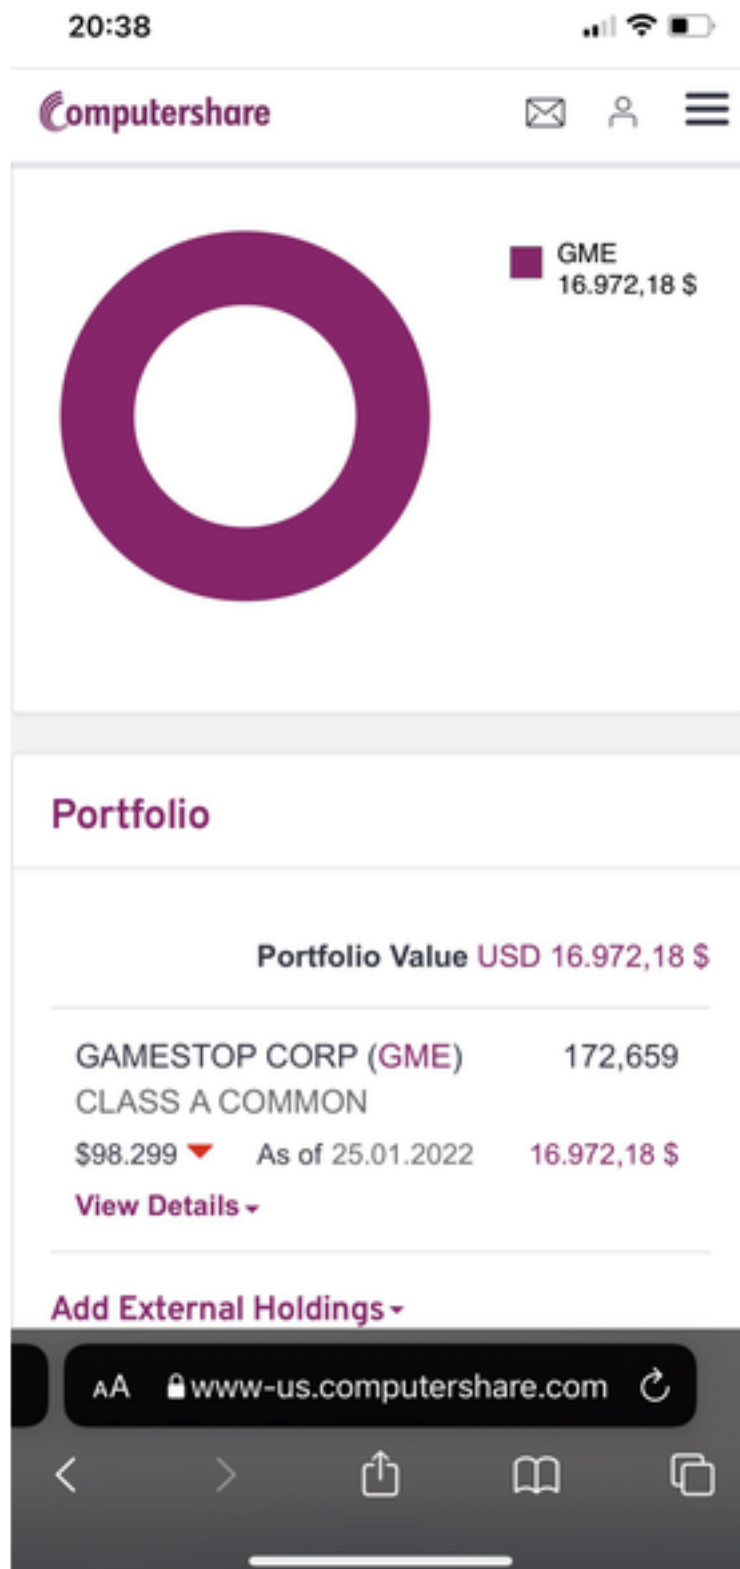 20:38
Computershare
GME
16.972,18 $
Portfolio
Portfolio Value USD 16.972,18 $
GAMESTOP CORP (GME) 172,659
CLASS A COMMON
$98.299 As of 25.01.2022 16.972,18 $
View Details
Add External Holdings
AA www-us.computershare.com